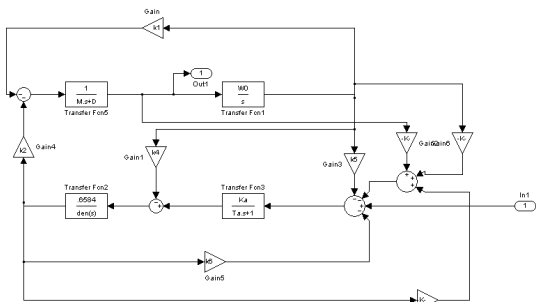 Gain
k1
1
M.s+D
Transfer Fcn5
1
Out1
W0
s
Transfer Fcn1
k2
Gain4
k4
Gain1
k5
Gain3
-K-
-K-
Gain6
Transfer Fcn2
.6584
den(s)
Transfer Fcn3
Ka
Ta.s+1
In1
1
k6
Gain5